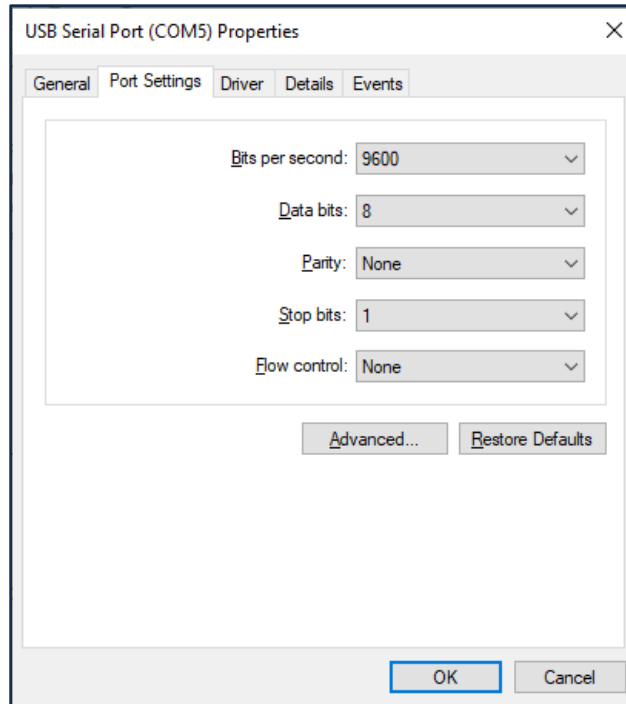 USB Serial Port (COM5) Properties
General Port Settings Driver Details Events
Bits per second: 9600
Data bits: 8
Parity: None
Stop bits: 1
Flow control: None
Advanced... Restore Defaults
OK Cancel